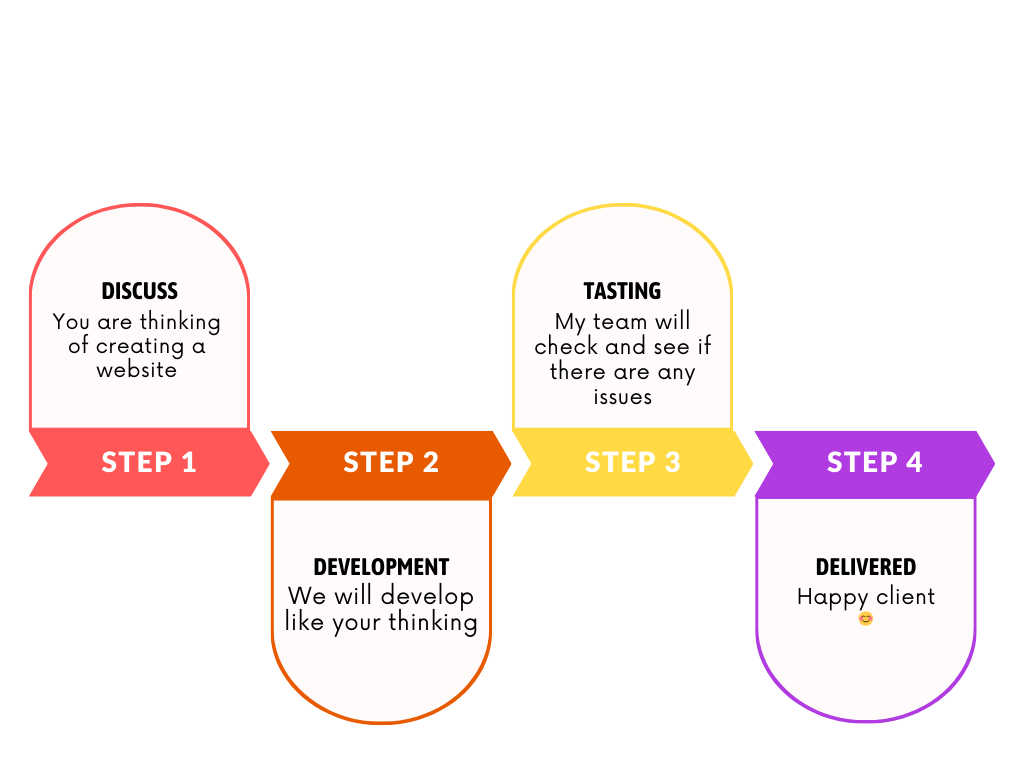 DISCUSS
You are thinking
of creating a
website
STEP 1
STEP 2
DEVELOPMENT
We will develop
like your thinking
TASTING
My team will
check and see if
there are any
issues
STEP 3
STEP 4
DELIVERED
Happy client
😊